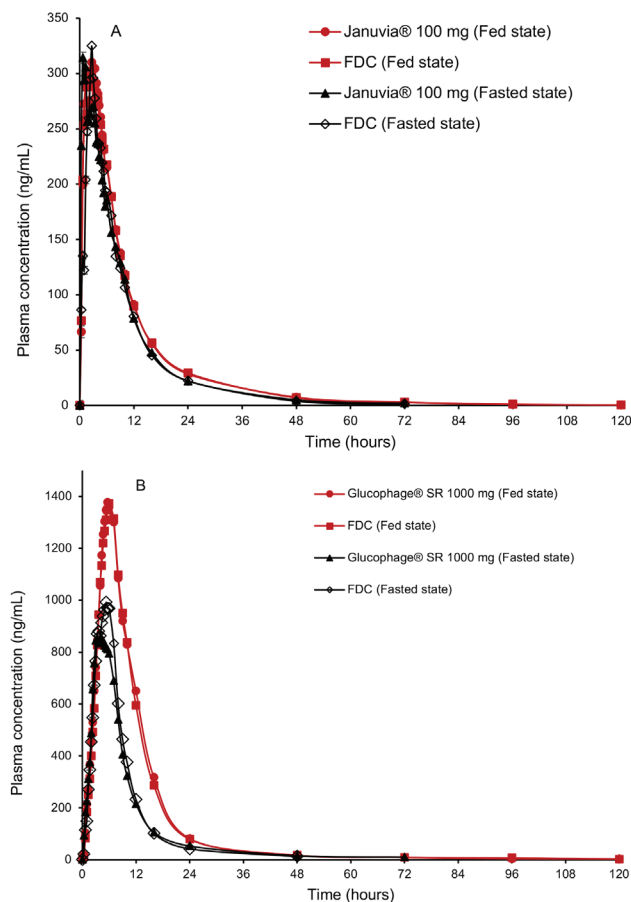 A
Januvia® 100 mg (Fed state)
FDC (Fed state)
Januvia® 100 mg (Fasted state)
FDC (Fasted state)
Plasma concentration (ng/mL)
350
300
250
200
150
100
50
0
0 12 24 36 48 60 72 84 96 108 120
Time (hours)
B
Glucophage® SR 1000 mg (Fed state)
FDC (Fed state)
Glucophage® SR 1000 mg (Fasted state)
FDC (Fasted state)
Plasma concentration (ng/mL)
1400
1200
1000
800
600
400
200
0
0 12 24 36 48 60 72 84 96 108 120
Time (hours)